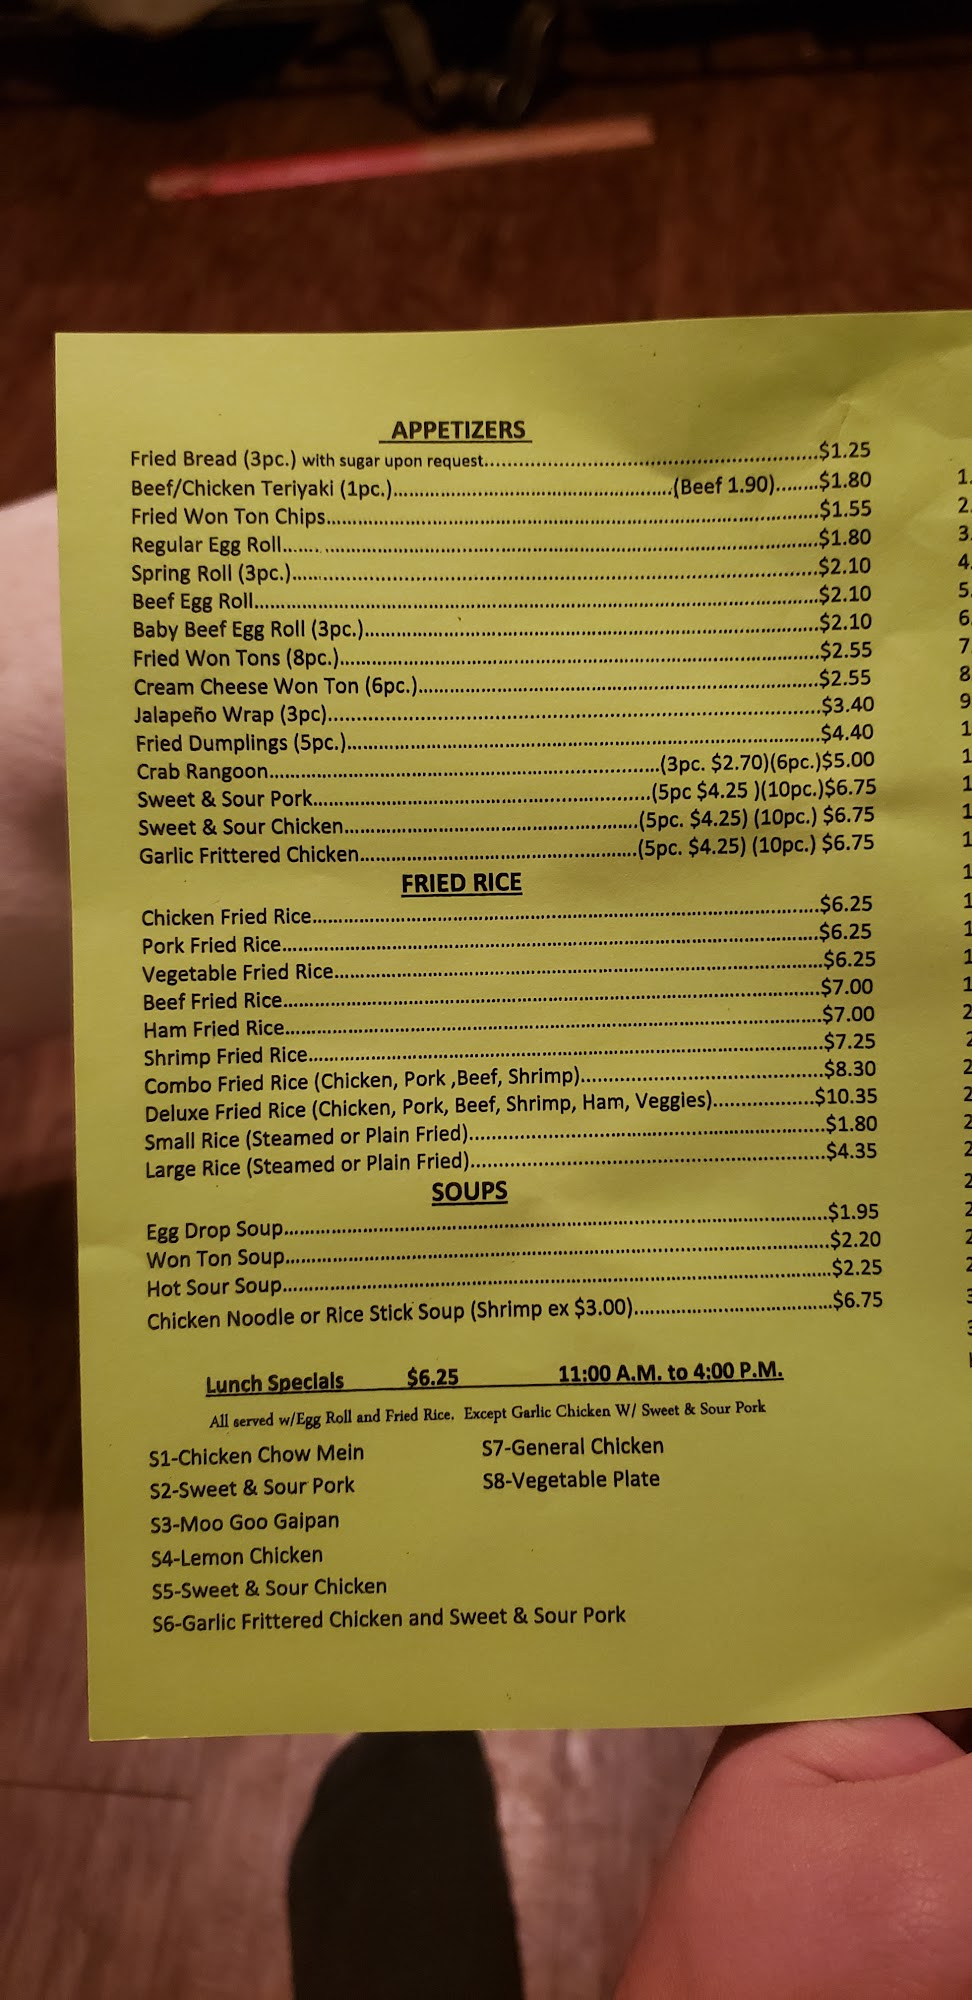 APPETIZERS
Fried Bread (3pc.) with sugar upon request....$1.25
Beef/Chicken Teriyaki (1pc.)....(Beef 1.90)....$1.80
Fried Won Ton Chips....$1.55
Regular Egg Roll....$1.80
Spring Roll (3pc.)....$2.10
Beef Egg Roll....$2.10
Baby Beef Egg Roll (3pc.)....$2.10
Fried Won Tons (8pc.)....$2.55
Cream Cheese Won Ton (6pc.)....$2.55
Jalapeño Wrap (3pc)....$3.40
Fried Dumplings (5pc.)....$4.40
Crab Rangoon....(3pc. $2.70)(6pc.)$5.00
Sweet & Sour Pork....(5pc $4.25 )(10pc.)$6.75
Sweet & Sour Chicken....(5pc. $4.25) (10pc.) $6.75
Garlic Frittered Chicken....(5pc. $4.25) (10pc.) $6.75
FRIED RICE
Chicken Fried Rice....$6.25
Pork Fried Rice....$6.25
Vegetable Fried Rice....$6.25
Beef Fried Rice....$7.00
Ham Fried Rice....$7.00
Shrimp Fried Rice....$7.25
Combo Fried Rice (Chicken, Pork ,Beef, Shrimp)....$8.30
Deluxe Fried Rice (Chicken, Pork, Beef, Shrimp, Ham, Veggies)....$10.35
Small Rice (Steamed or Plain Fried)....$1.80
Large Rice (Steamed or Plain Fried)....$4.35
SOUPS
Egg Drop Soup....$1.95
Won Ton Soup....$2.20
Hot Sour Soup....$2.25
Chicken Noodle or Rice Stick Soup (Shrimp ex $3.00)....$6.75
Lunch Specials $6.25 11:00 A.M. to 4:00 P.M.
All served w/Egg Roll and Fried Rice. Except Garlic Chicken W/ Sweet & Sour Pork
S1-Chicken Chow Mein
S2-Sweet & Sour Pork
S3-Moo Goo Gaipan
S4-Lemon Chicken
S5-Sweet & Sour Chicken
S6-Garlic Frittered Chicken and Sweet & Sour Pork
S7-General Chicken
S8-Vegetable Plate
1.
2.
3.
4.
5.
6.
7.
8
9